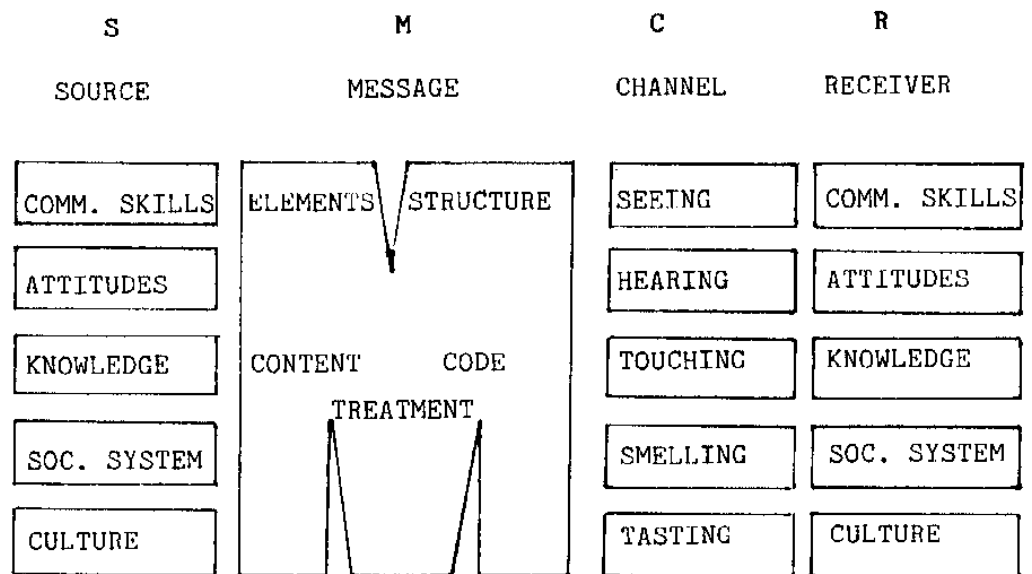 S M C R
SOURCE MESSAGE CHANNEL RECEIVER
COMM. SKILLS ELEMENTS STRUCTURE SEEING COMM. SKILLS
ATTITUDES HEARING ATTITUDES
KNOWLEDGE CONTENT CODE TOUCHING KNOWLEDGE
TREATMENT
SOC. SYSTEM SMELLING SOC. SYSTEM
CULTURE TASTING CULTURE